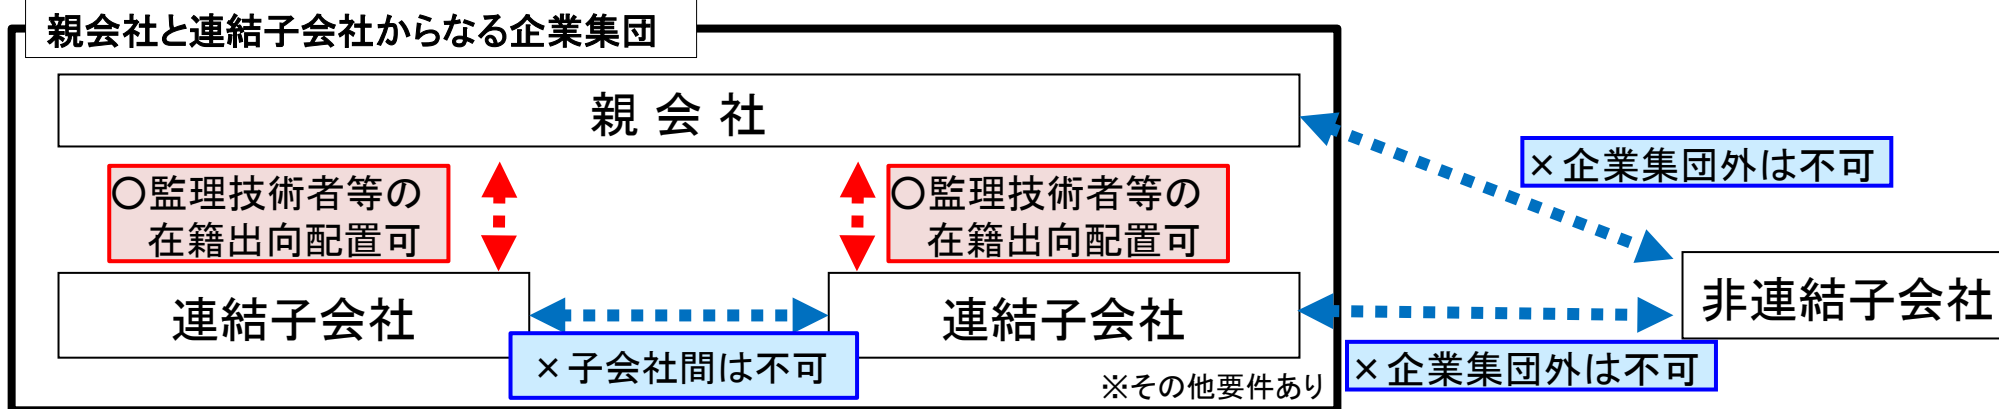 親会社と連結子会社からなる企業集団
親会社
〇監理技術者等の
在籍出向配置可
〇監理技術者等の
在籍出向配置可
×企業集団外は不可
連結子会社
連結子会社
非連結子会社
×子会社間は不可
×企業集団外は不可
※その他要件あり